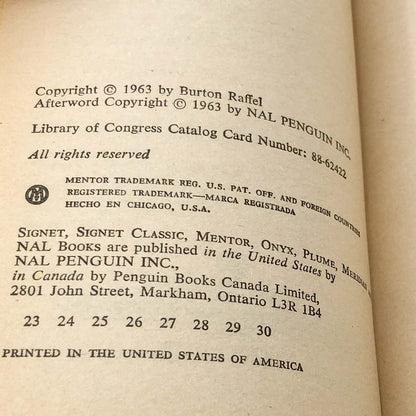 Copyright © 1963 by Burton Raffel
Afterword Copyright © 1963 by NAL PENGUIN INC.
Library of Congress Catalog Card Number: 88-62422
All rights reserved
MENTOR TRADEMARK REG. U.S. PAT. OFF. AND FOREIGN COUNTRIES
REGISTERED TRADEMARK—MARCA REGISTRADA
HECHO EN CHICAGO, U.S.A.
SIGNET, SIGNET CLASSIC, MENTOR, ONYX, PLUME, MERIDIAN
NAL BOOKS are published in the United States by
NAL PENGUIN INC.,
in Canada by Penguin Books Canada Limited,
2801 John Street, Markham, Ontario L3R 1B4
23 24 25 26 27 28 29 30
PRINTED IN THE UNITED STATES OF AMERICA